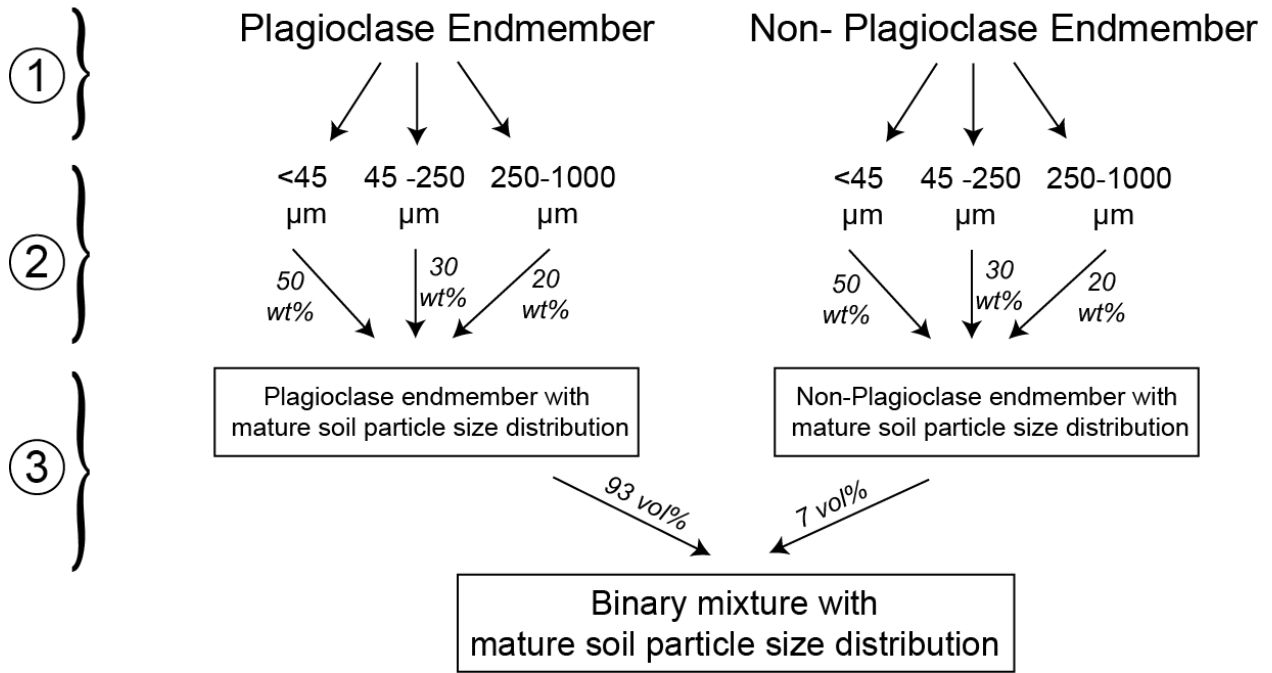 Plagioclase Endmember
Non- Plagioclase Endmember
1
<45
µm
45 -250
µm
250-1000
µm
<45
µm
45 -250
µm
250-1000
µm
2
50
wt%
30
wt%
20
wt%
50
wt%
30
wt%
20
wt%
Plagioclase endmember with
mature soil particle size distribution
Non-Plagioclase endmember with
mature soil particle size distribution
3
93 vol%
7 vol%
Binary mixture with
mature soil particle size distribution